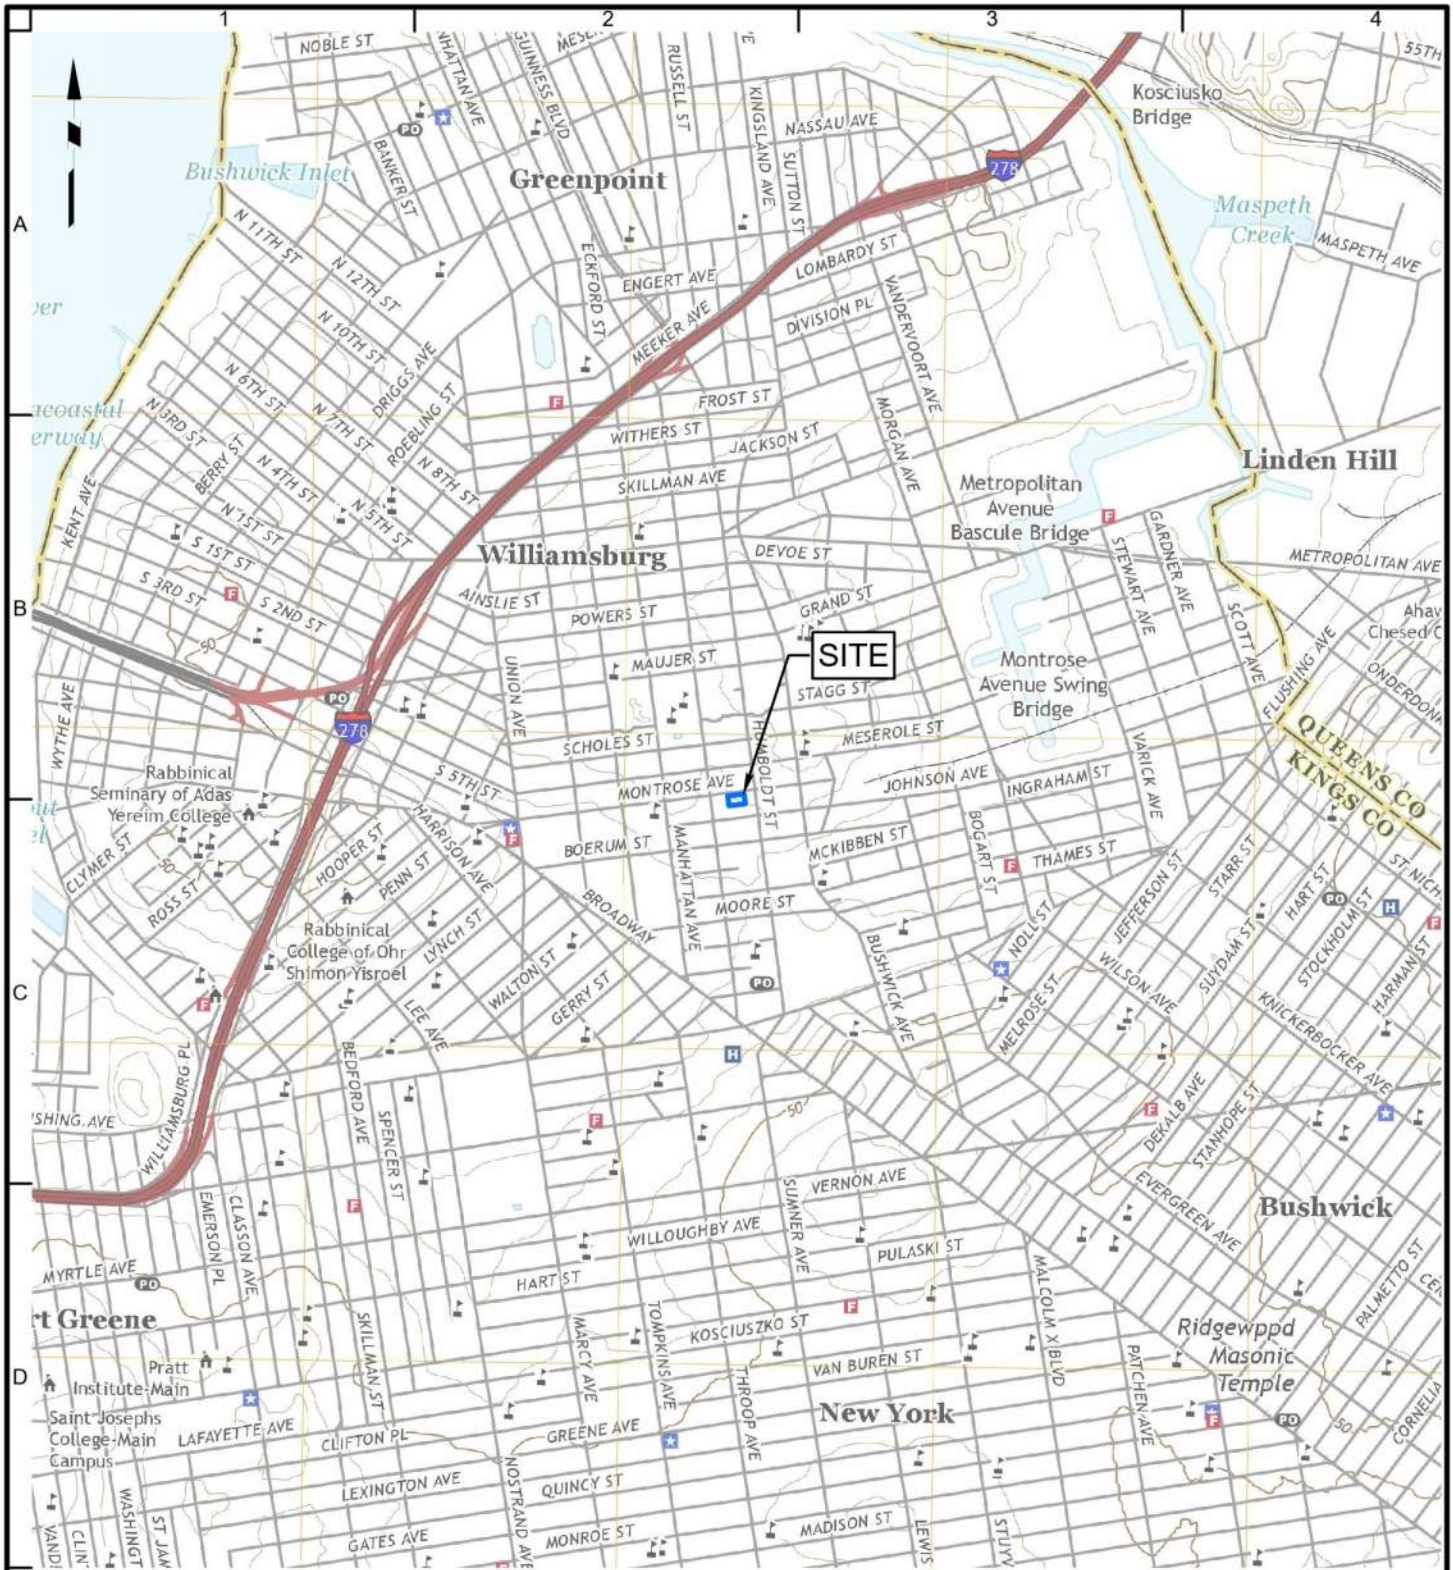 1
2
3
4
NOBLE ST
GUINNESS BLVD
RUSSELL ST
55TH
Kosciusko
Bridge
KINGSLAND AVE
NASSAU AVE
278
PO
BANKER ST
SUTTON ST
Bushwick Inlet
Greenpoint
A
Maspeth
Creek
MASPETH AVE
N 11TH ST
N 12TH ST
ECKFORD ST
ENGERT AVE
LOMBARDY ST
VANDERVOORT AVE
DIVISION PL
N 10TH ST
MEEKER AVE
DRIGGS AVE
N 6TH ST
F
FROST ST
N 3RD ST
N 7TH ST
ROEBLING ST
WITHERS ST
JACKSON ST
MORGAN AVE
BERRY ST
N 4TH ST
N 8TH ST
SKILLMAN AVE
Linden Hill
Metropolitan
Avenue
Bascule Bridge
KENT AVE
N 1ST ST
N 5TH ST
F
GARDNER AVE
STEWART AVE
S 1ST ST
Williamsburg
DEVOE ST
METROPOLITAN AVE
S 3RD ST
F
S 2ND ST
AINSLIE ST
POWERS ST
GRAND ST
B
SCOTT AVE
50
SITE
MAUJER ST
STAGG ST
Montrose
Avenue Swing
Bridge
FLUSHING AVE
UNION AVE
PO
278
WYTHE AVE
SCHOLES ST
HUMBOLDT ST
MESEROLE ST
VARICK AVE
QUEENS CO
KINGS CO
Rabbinical
Seminary of Adas
Yereim College
S 5TH ST
MONTROSE AVE
JOHNSON AVE
INGRAHAM ST
HARRISON AVE
F
BOERUM ST
MANHATTAN AVE
MCKIBBEN ST
BOGART ST
F
THAMES ST
CLYMER ST
50
HOOPER ST
PENN ST
ROSS ST
JEFFERSON ST
STARR ST
HART ST
PO
H
F
STOCKHOLM ST
BROADWAY
MOORE ST
Rabbinical
College of Ohr
Shimon Yisroel
LYNCH ST
WALTON ST
GERRY ST
BUSHWICK AVE
NOLL ST
SUYDAM ST
HARMAN ST
WILSON AVE
C
PO
F
LEE AVE
MELROSE ST
KNICKERBOCKER AVE
H
BEDFORD AVE
WILLIAMSBURG PL
SPENCER ST
F
50
F
DEKALB AVE
STANHOPE ST
EMERSON PL
CLASSON AVE
F
SUMNER AVE
VERNON AVE
EVERGREEN AVE
Bushwick
WILLOUGHBY AVE
PULASKI ST
MYRTLE AVE
PO
HART ST
MALCOLM X BLVD
PALMETTO ST
F
SKILLMAN ST
MARCY AVE
TOMPKINS AVE
KOSCIUSZKO ST
Ridgewppd
Masonic
Temple
VAN BUREN ST
D
Pratt
Institute-Main
THROOP AVE
PATCHEN AVE
New York
Saint Josephs
College-Main
Campus
LAFAYETTE AVE
CLIFTON PL
GREENE AVE
F
PO
50
LEXINGTON AVE
NOSTRAND AVE
QUINCY ST
GATES AVE
MONROE ST
MADISON ST
LEWIS